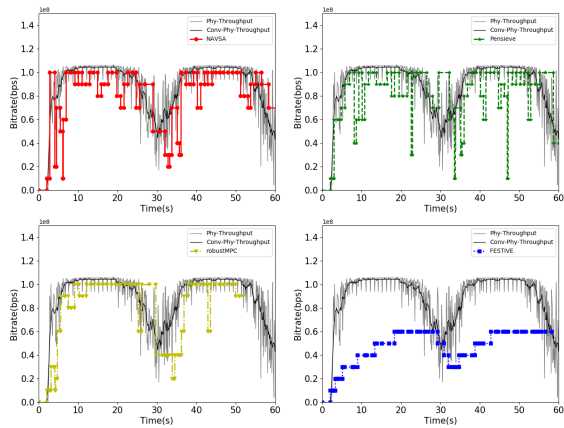 1e8
Phy-Throughput
Conv-Phy-Throughput
NAVSA
1.4
1.2
1.0
0.8
0.6
0.4
0.2
0.0
Bitrate(bps)
0 10 20 30 40 50 60
Time(s)
1e8
Phy-Throughput
Conv-Phy-Throughput
Pensieve
1.4
1.2
1.0
0.8
0.6
0.4
0.2
0.0
Bitrate(bps)
0 10 20 30 40 50 60
Time(s)
1e8
Phy-Throughput
Conv-Phy-Throughput
robustMPC
1.4
1.2
1.0
0.8
0.6
0.4
0.2
0.0
Bitrate(bps)
0 10 20 30 40 50 60
Time(s)
1e8
Phy-Throughput
Conv-Phy-Throughput
FESTIVE
1.4
1.2
1.0
0.8
0.6
0.4
0.2
0.0
Bitrate(bps)
0 10 20 30 40 50 60
Time(s)